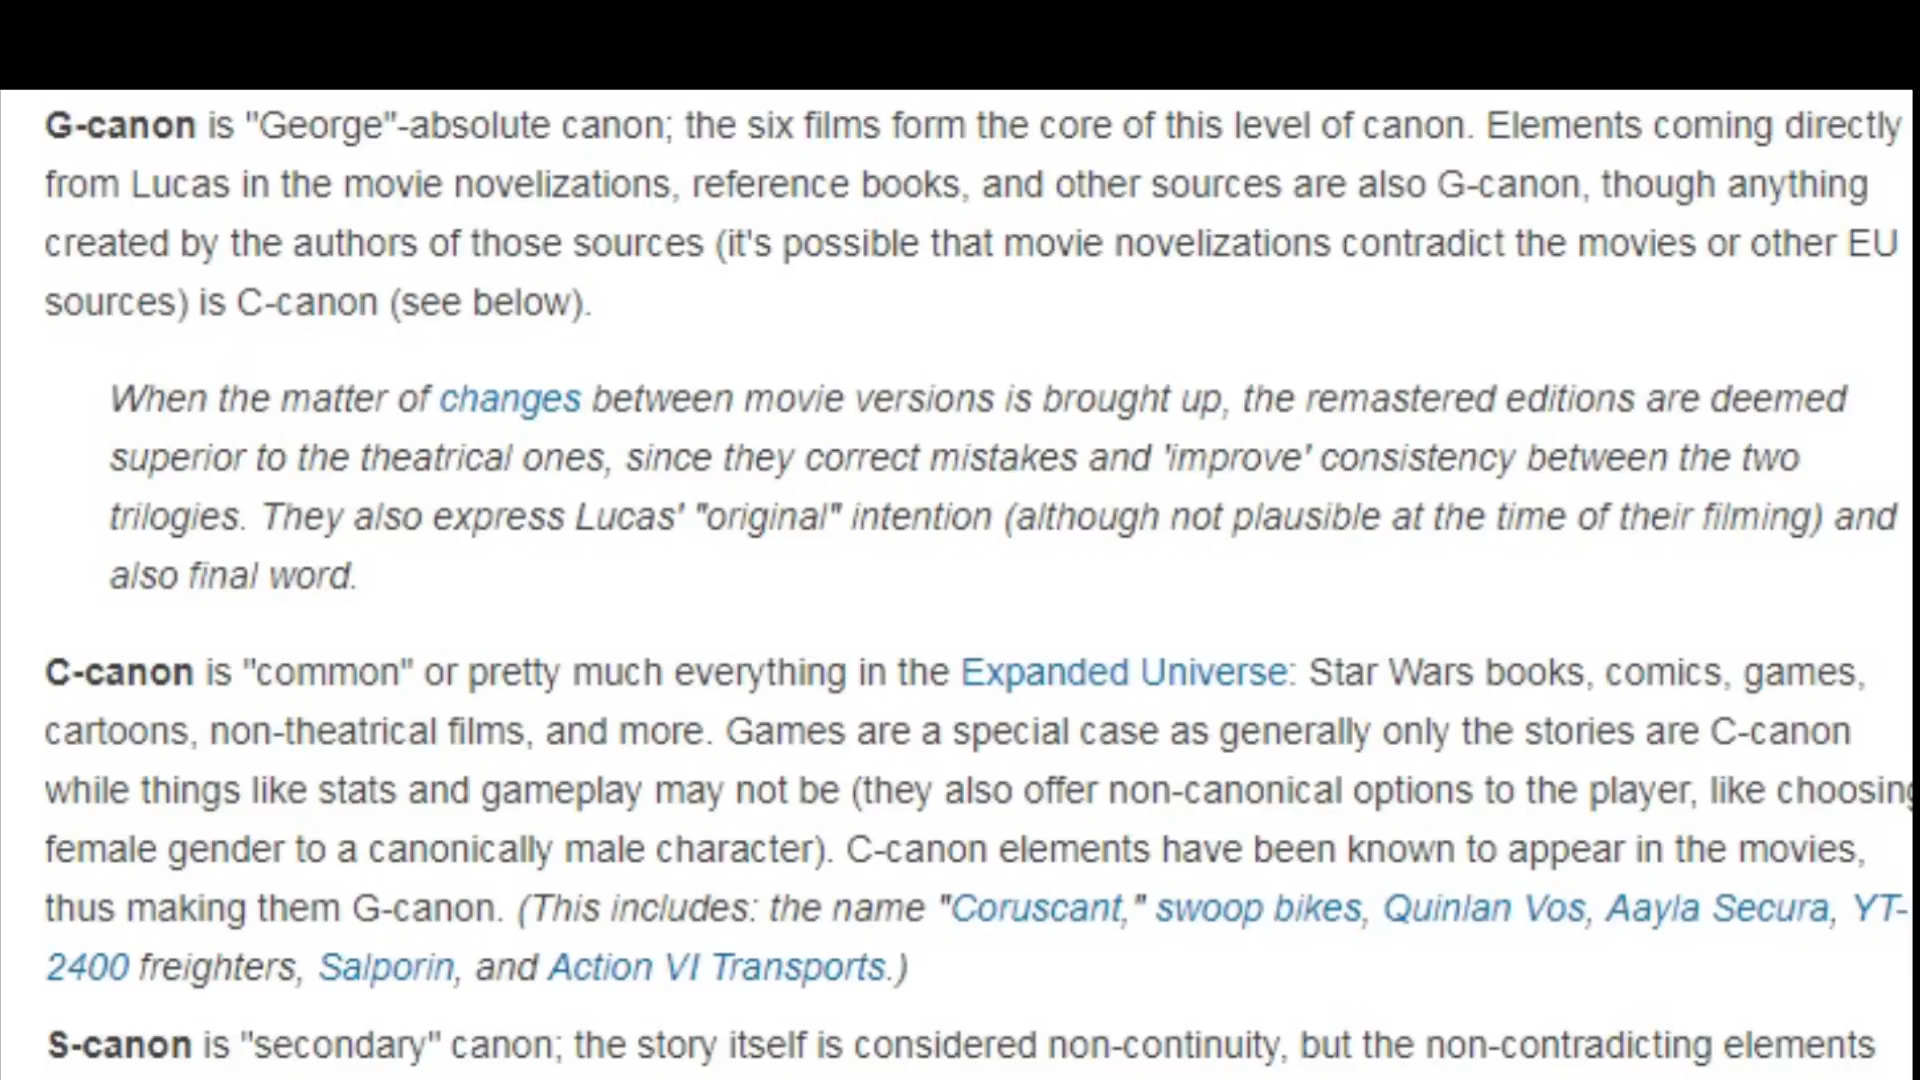 G-canon is "George"-absolute canon; the six films form the core of this level of canon. Elements coming directly
from Lucas in the movie novelizations, reference books, and other sources are also G-canon, though anything
created by the authors of those sources (it's possible that movie novelizations contradict the movies or other EU
sources) is C-canon (see below).
When the matter of changes between movie versions is brought up, the remastered editions are deemed
superior to the theatrical ones, since they correct mistakes and 'improve' consistency between the two
trilogies. They also express Lucas' "original" intention (although not plausible at the time of their filming) and
also final word.
C-canon is "common" or pretty much everything in the Expanded Universe: Star Wars books, comics, games,
cartoons, non-theatrical films, and more. Games are a special case as generally only the stories are C-canon
while things like stats and gameplay may not be (they also offer non-canonical options to the player, like choosing
female gender to a canonically male character). C-canon elements have been known to appear in the movies,
thus making them G-canon. (This includes: the name "Coruscant," swoop bikes, Quinlan Vos, Aayla Secura, YT-
2400 freighters, Salporin, and Action VI Transports.)
S-canon is "secondary" canon; the story itself is considered non-continuity, but the non-contradicting elements